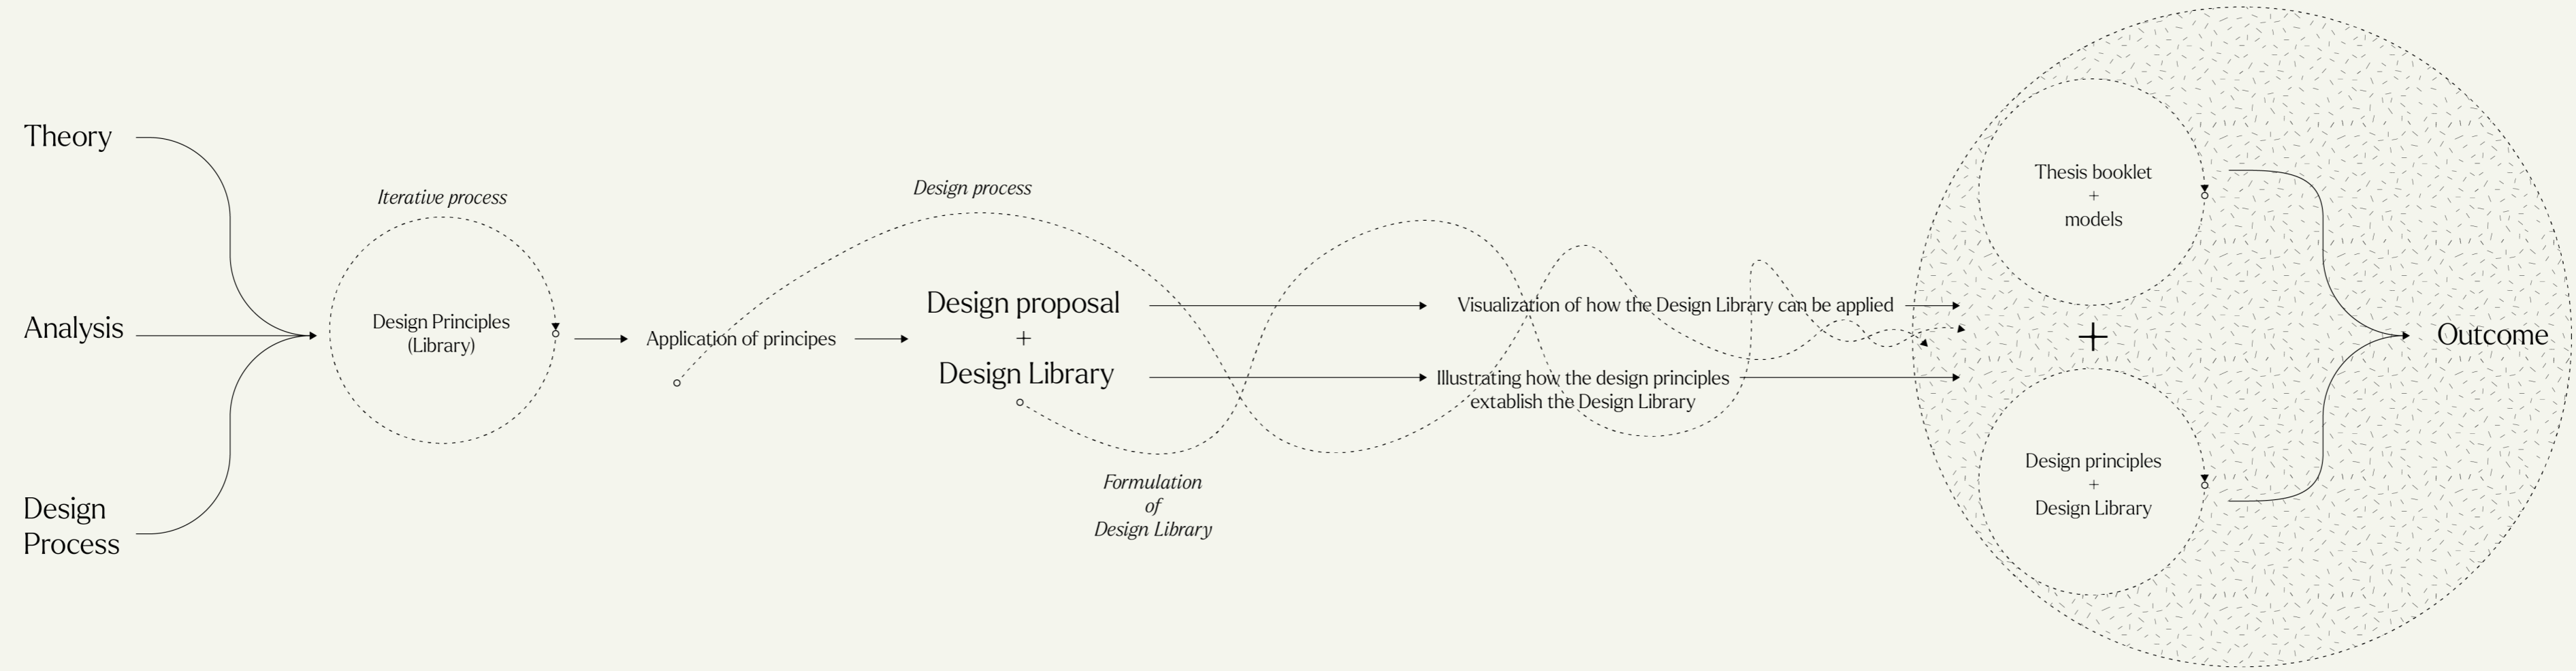 Theory
Analysis
Design
Process
Iterative process
Design Principles
(Library)
Application of principes
Design process
Design proposal
+
Design Library
Formulation
of
Design Library
Visualization of how the Design Library can be applied
Illustrating how the design principles
extablish the Design Library
Thesis booklet
+
models
+
Design principles
+
Design Library
Outcome